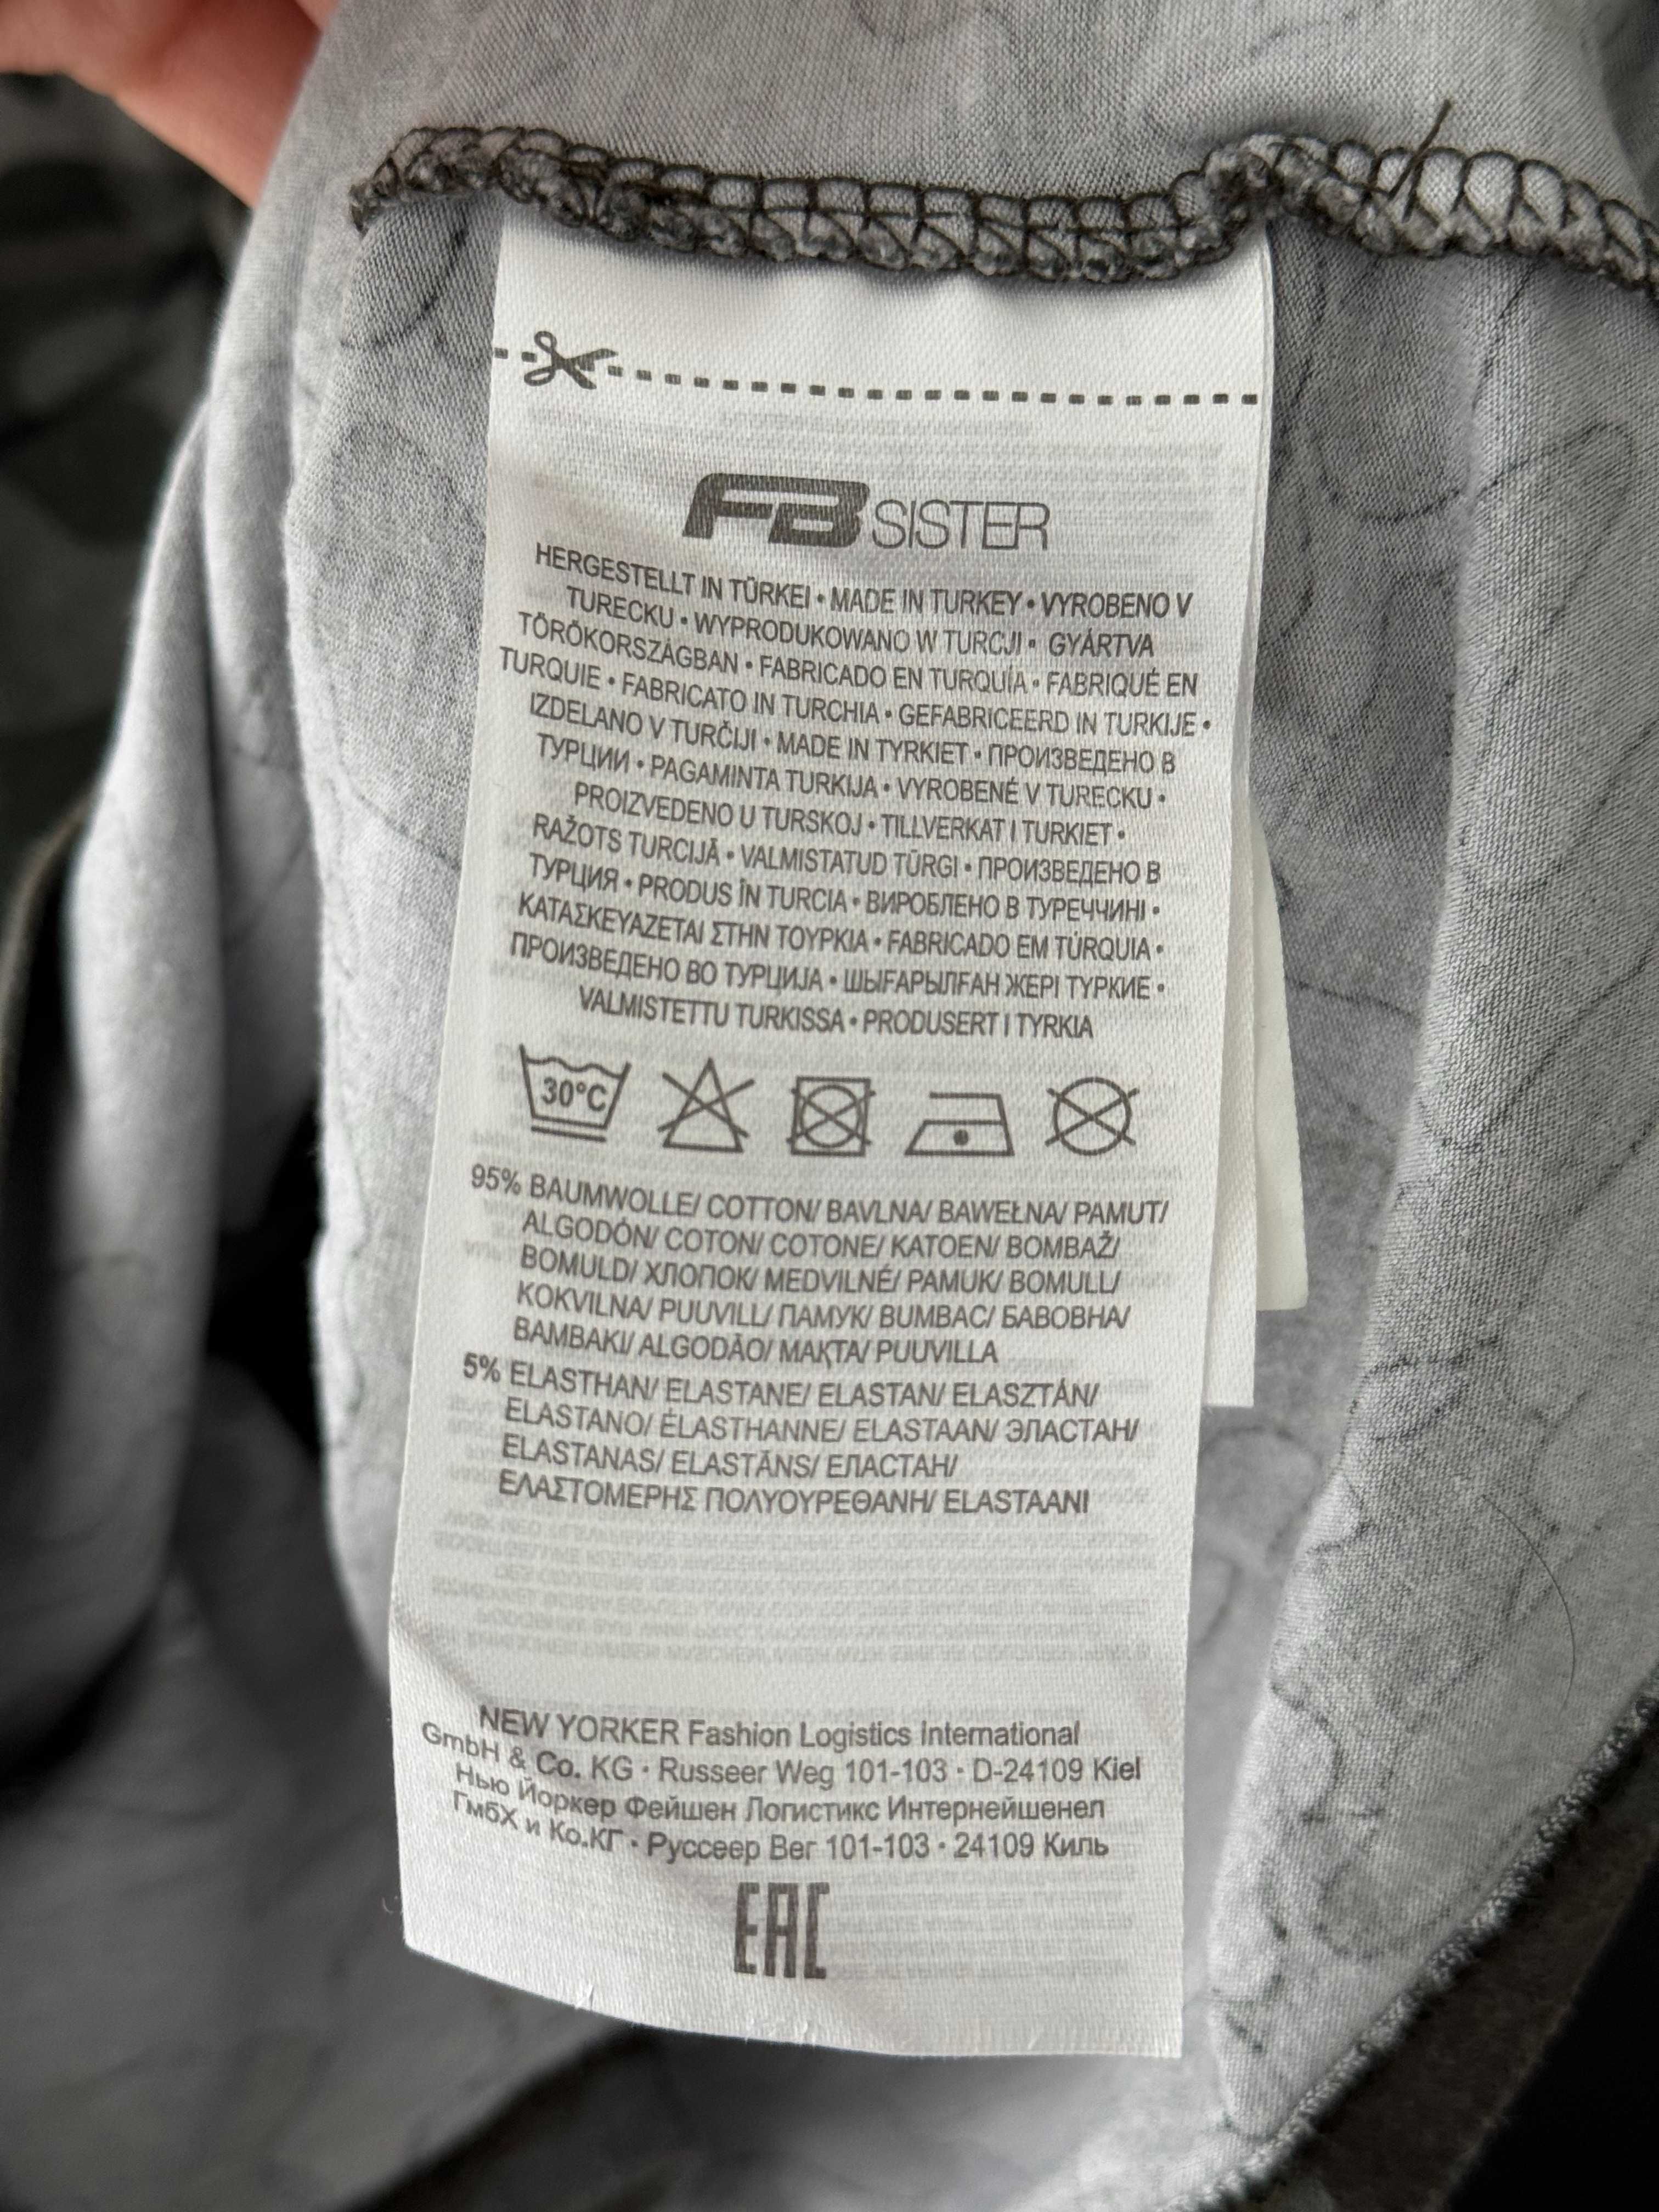 FB SISTER
HERGESTELLT IN TÜRKEI • MADE IN TURKEY • VYROBENO V
TURECKU • WYPRODUKOWANO W TURCJI • GYÁRTVA
TÖRÖKORSZÁGBAN • FABRICADO EN TURQUÍA • FABRIQUÉ EN
TURQUIE • FABRICATO IN TURCHIA • GEFABRICEERD IN TURKIJE •
IZDELANO V TURČIJI • MADE IN TYRKIET • ПРОИЗВЕДЕНО В
ТУРЦИИ • PAGAMINTA TURKIJA • VYROBENÉ V TURECKU •
PROIZVEDENO U TURSKOJ • TILLVERKAT I TURKIET •
RAŽOTS TURCIJĀ • VALMISTATUD TÜRGI • ПРОИЗВЕДЕНО В
ТУРЦИЯ • PRODUS ÎN TURCIA • ВИРОБЛЕНО В ТУРЕЧЧИНІ •
ΚΑΤΑΣΚΕΥΑΖΕΤΑΙ ΣΤΗΝ ΤΟΥΡΚΙΑ • FABRICADO EM TÚRQUIA •
ПРОИЗВЕДЕНО ВО ТУРЦИЈА • ШЫҒАРЫЛҒАН ЖЕРІ ТУРКИЕ •
VALMISTETTU TURKISSA • PRODUSERT I TYRKIA
30°C
95% BAUMWOLLE/ COTTON/ BAVLNA/ BAWEŁNA/ PAMUT/
ALGODÓN/ COTON/ COTONE/ KATOEN/ BOMBAŽ/
BOMULD/ ХЛОПОК/ MEDVILNÉ/ PAMUK/ BOMULL/
KOKVILNA/ PUUVILL/ ПАМУК/ BUMBAC/ БАВОВНА/
BAMBAKI/ ALGODÃO/ МАҚТА/ PUUVILLA
5% ELASTHAN/ ELASTANE/ ELASTAN/ ELASZTÁN/
ELASTANO/ ÉLASTHANNE/ ELASTAAN/ ЭЛАСТАН/
ELASTANAS/ ELASTĀNS/ ЕЛАСТАН/
ΕΛΑΣΤΟΜΕΡΗΣ ΠΟΛΥΟΥΡΕΘΑΝΗ/ ELASTAANI
NEW YORKER Fashion Logistics International
GmbH & Co. KG · Russeer Weg 101-103 · D-24109 Kiel
Нью Йоркер Фейшен Логистикс Интернейшенел
ГмбХ и Ко.КГ · Руссеер Вег 101-103 · 24109 Киль
EAC